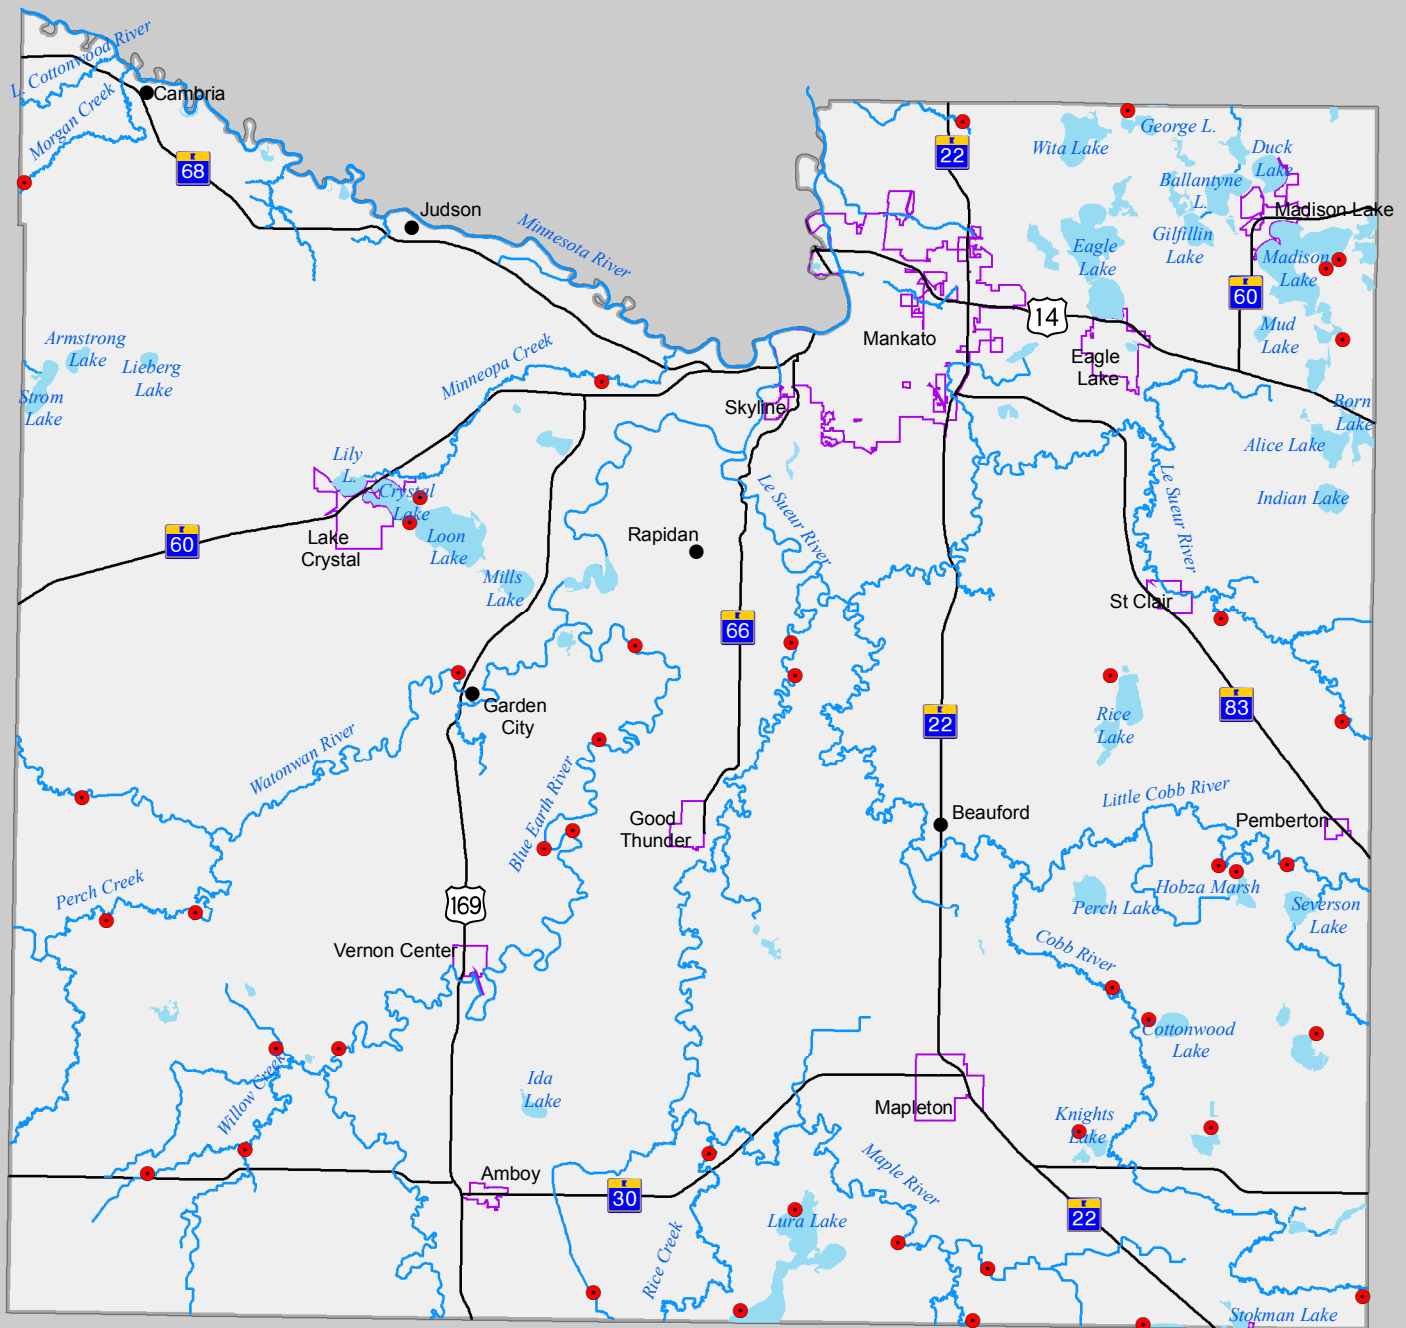 L. Cottonwood River
Cambria
Morgan Creek
68
Judson
Minnesota River
22
George L.
Wita Lake
Duck
Lake
Ballantyne
L.
Madison Lake
Gilfillin
Lake
Eagle
Lake
Madison
Lake
60
14
Mankato
Mud
Lake
Eagle
Lake
Armstrong
Lake
Lieberg
Lake
Strom
Lake
Minneopa Creek
Skyline
Born
Lake
Alice Lake
Lily
L.
Crystal
Lake
Le Sueur River
Le Sueur River
Indian Lake
60
Lake
Crystal
Loon
Lake
Rapidan
Mills
Lake
St Clair
66
Garden
City
Rice
Lake
83
22
Watonwan River
Blue Earth River
Good
Thunder
Beauford
Little Cobb River
Pemberton
Perch Creek
169
Hobza Marsh
Perch Lake
Severson
Lake
Vernon Center
Cobb River
Cottonwood
Lake
Willow Creek
Ida
Lake
Mapleton
Knights
Lake
L
Amboy
30
Maple River
Lura Lake
22
Rice Creek
Stokman Lake